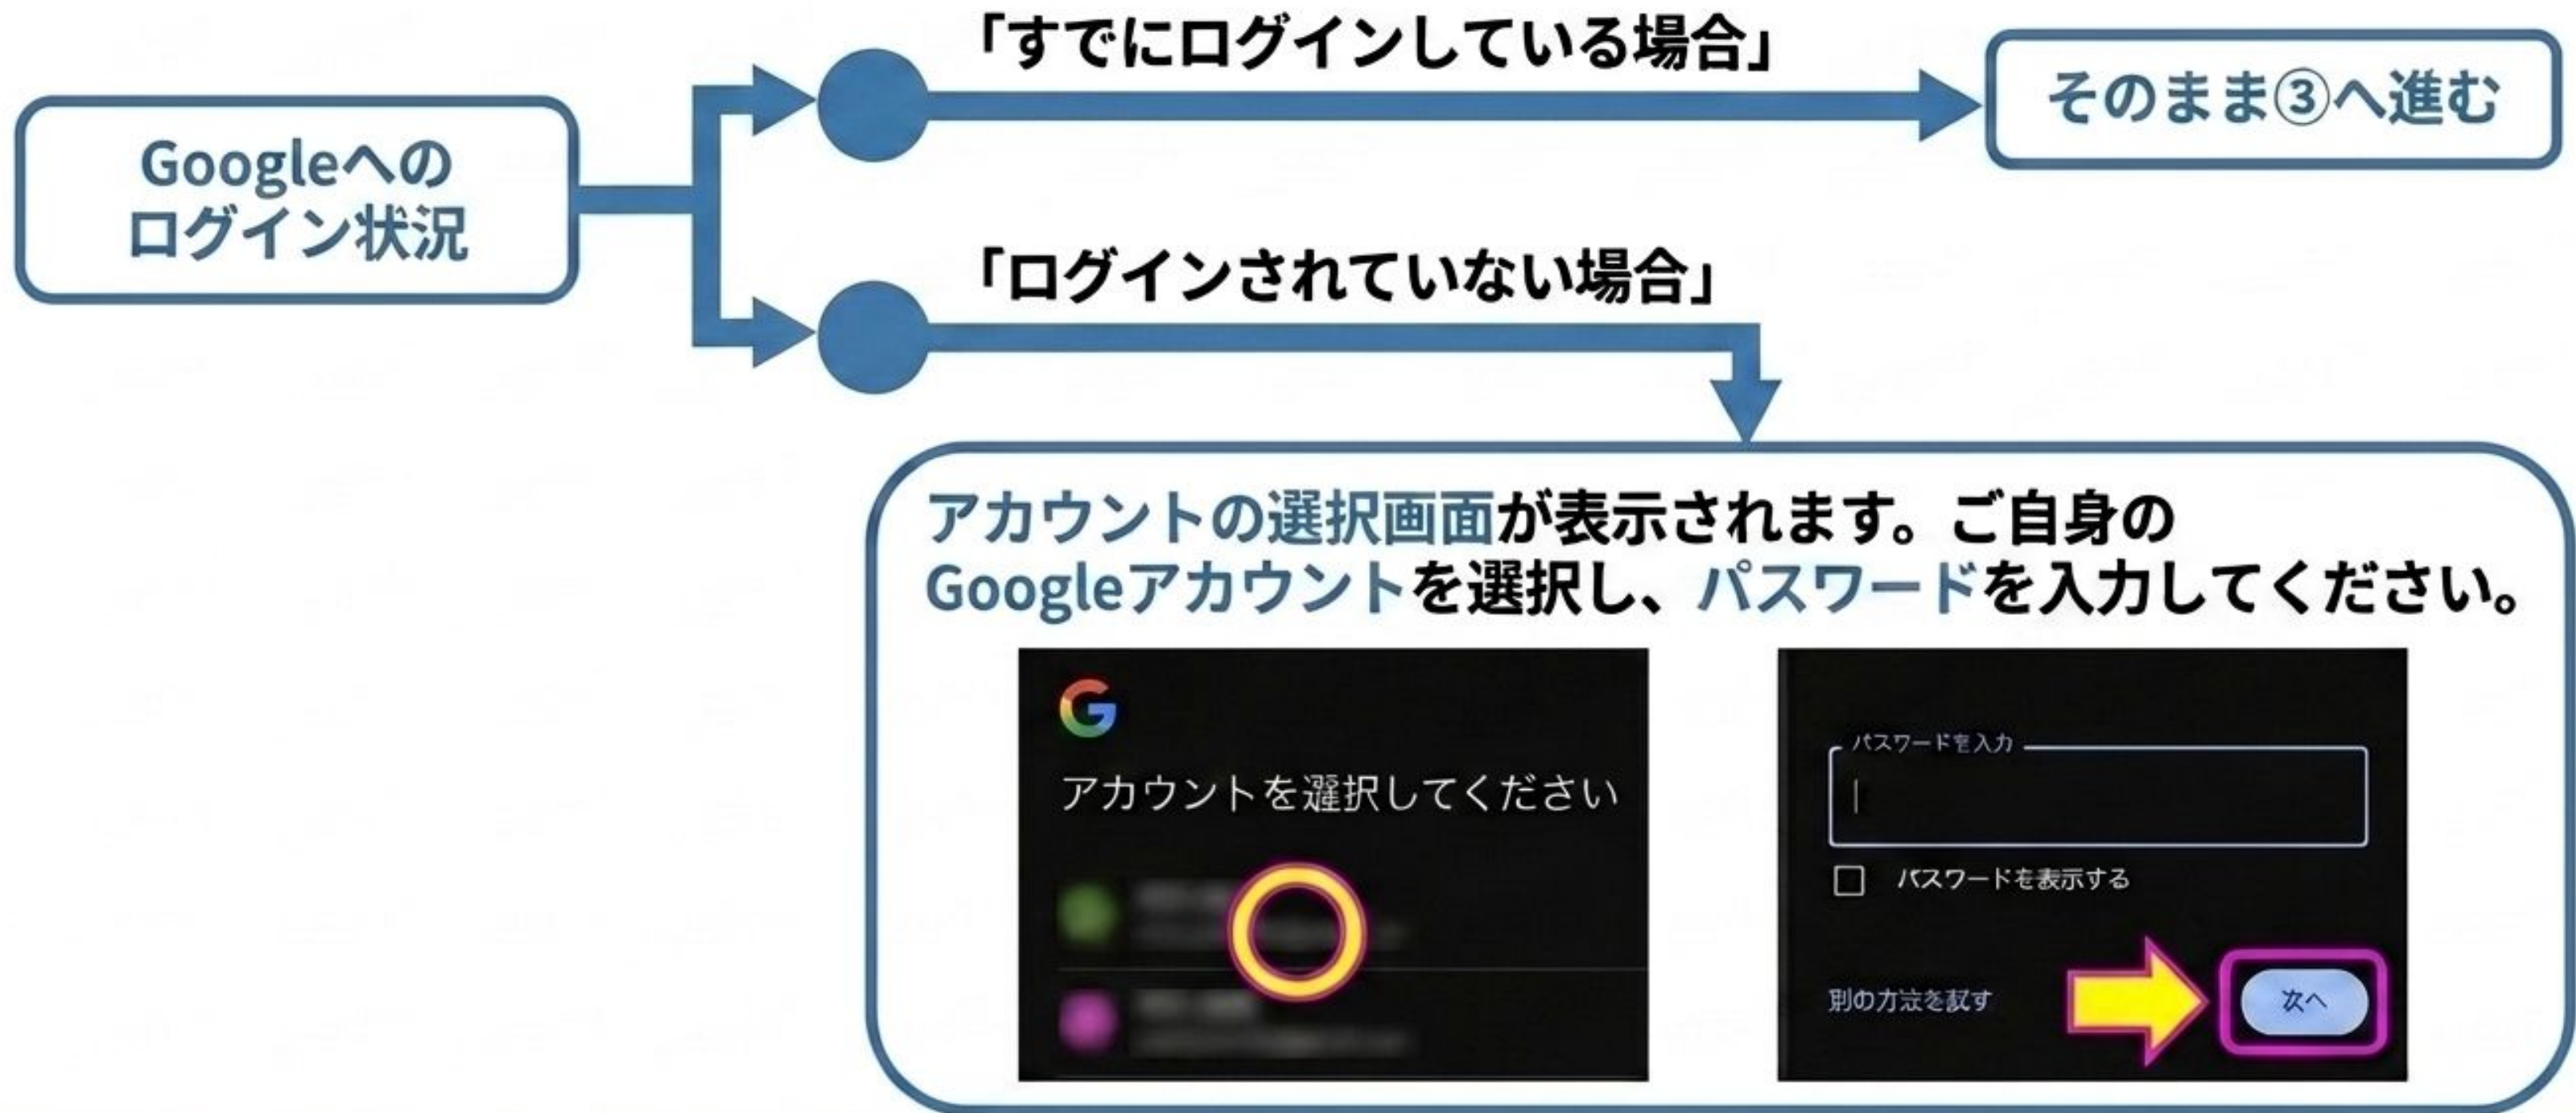 「すでにログインしている場合」
そのまま③へ進む
Googleへの
ログイン状況
「ログインされていない場合」
アカウントの選択画面が表示されます。ご自身の
Googleアカウントを選択し、パスワードを入力してください。
G
アカウントを選択してください
パスワードを入力
パスワードを表示する
別の方法を試す
次へ